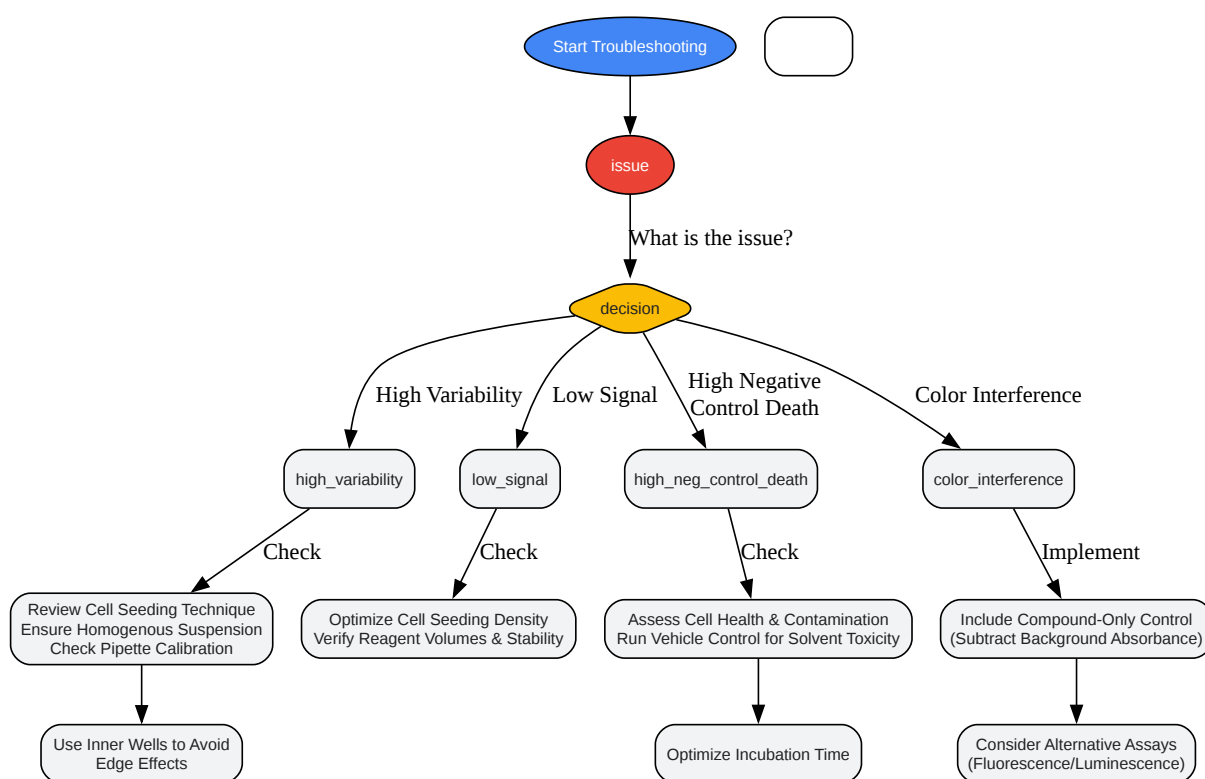 Start Troubleshooting
issue
What is the issue?
decision
High Variability
Low Signal
High Negative
Control Death
Color Interference
high_variability
low_signal
high_neg_control_death
color_interference
Check
Check
Check
Implement
Review Cell Seeding Technique
Ensure Homogenous Suspension
Check Pipette Calibration
Optimize Cell Seeding Density
Verify Reagent Volumes & Stability
Assess Cell Health & Contamination
Run Vehicle Control for Solvent Toxicity
Include Compound-Only Control
(Subtract Background Absorbance)
Use Inner Wells to Avoid
Edge Effects
Optimize Incubation Time
Consider Alternative Assays
(Fluorescence/Luminescence)